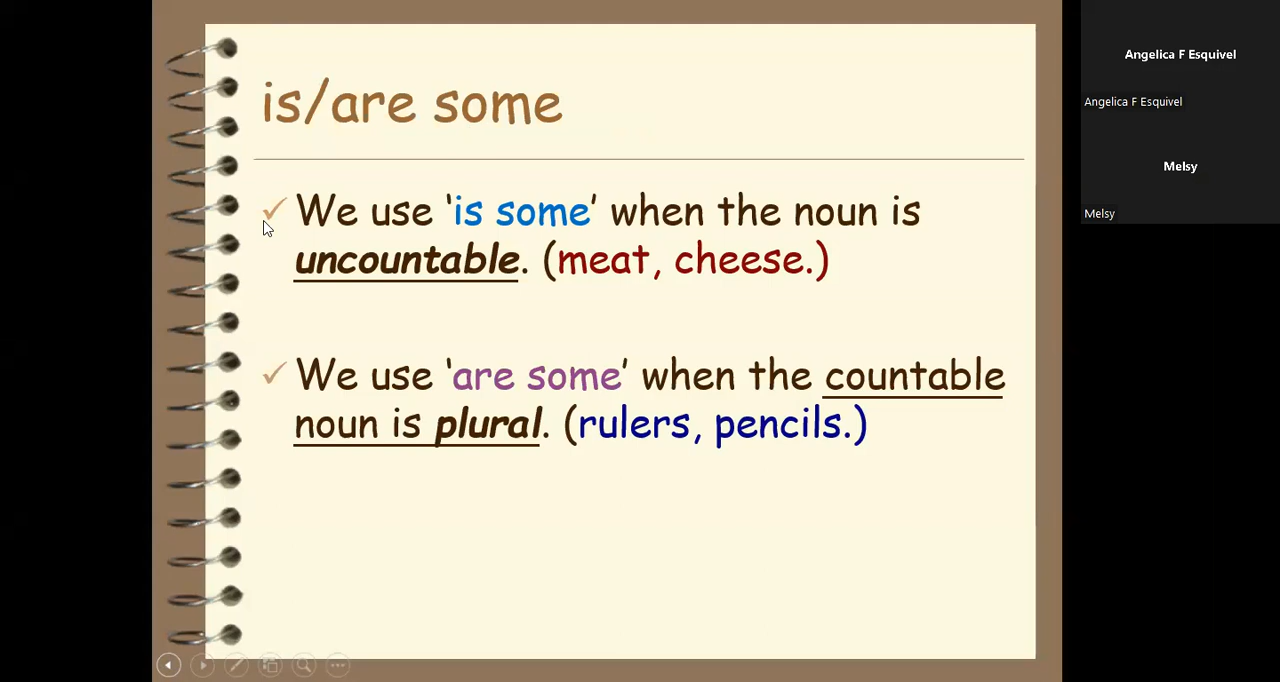 is/are some
We use ‘is some’ when the noun is
uncountable. (meat, cheese.)
We use ‘are some’ when the countable
noun is plural. (rulers, pencils.)
Angelica F Esquivel
Angelica F Esquivel
Melsy
Melsy